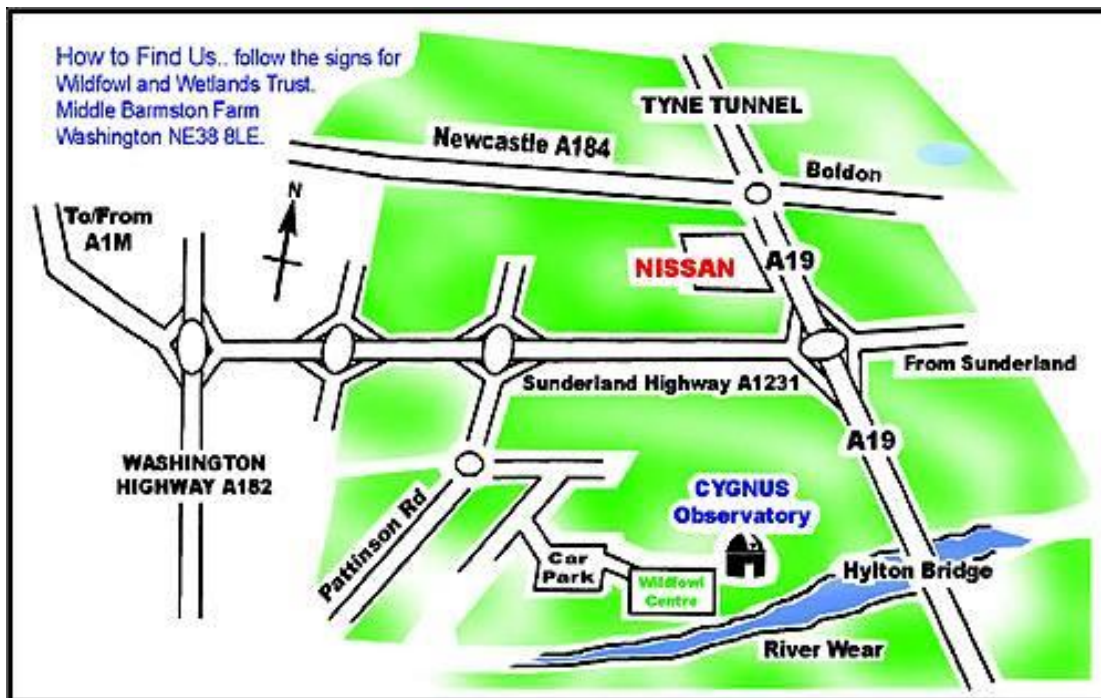 How to Find Us.. follow the signs for
Wildfowl and Wetlands Trust.
Middle Barmston Farm
Washington NE38 8LE.
TYNE TUNNEL
Newcastle A184
Boldon
N
To/From
A1M
NISSAN
A19
From Sunderland
Sunderland Highway A1231
A19
WASHINGTON
HIGHWAY A182
CYGNUS
Observatory
Pattinson Rd
Car
Park
Wildfowl
Centre
Hylton Bridge
River Wear